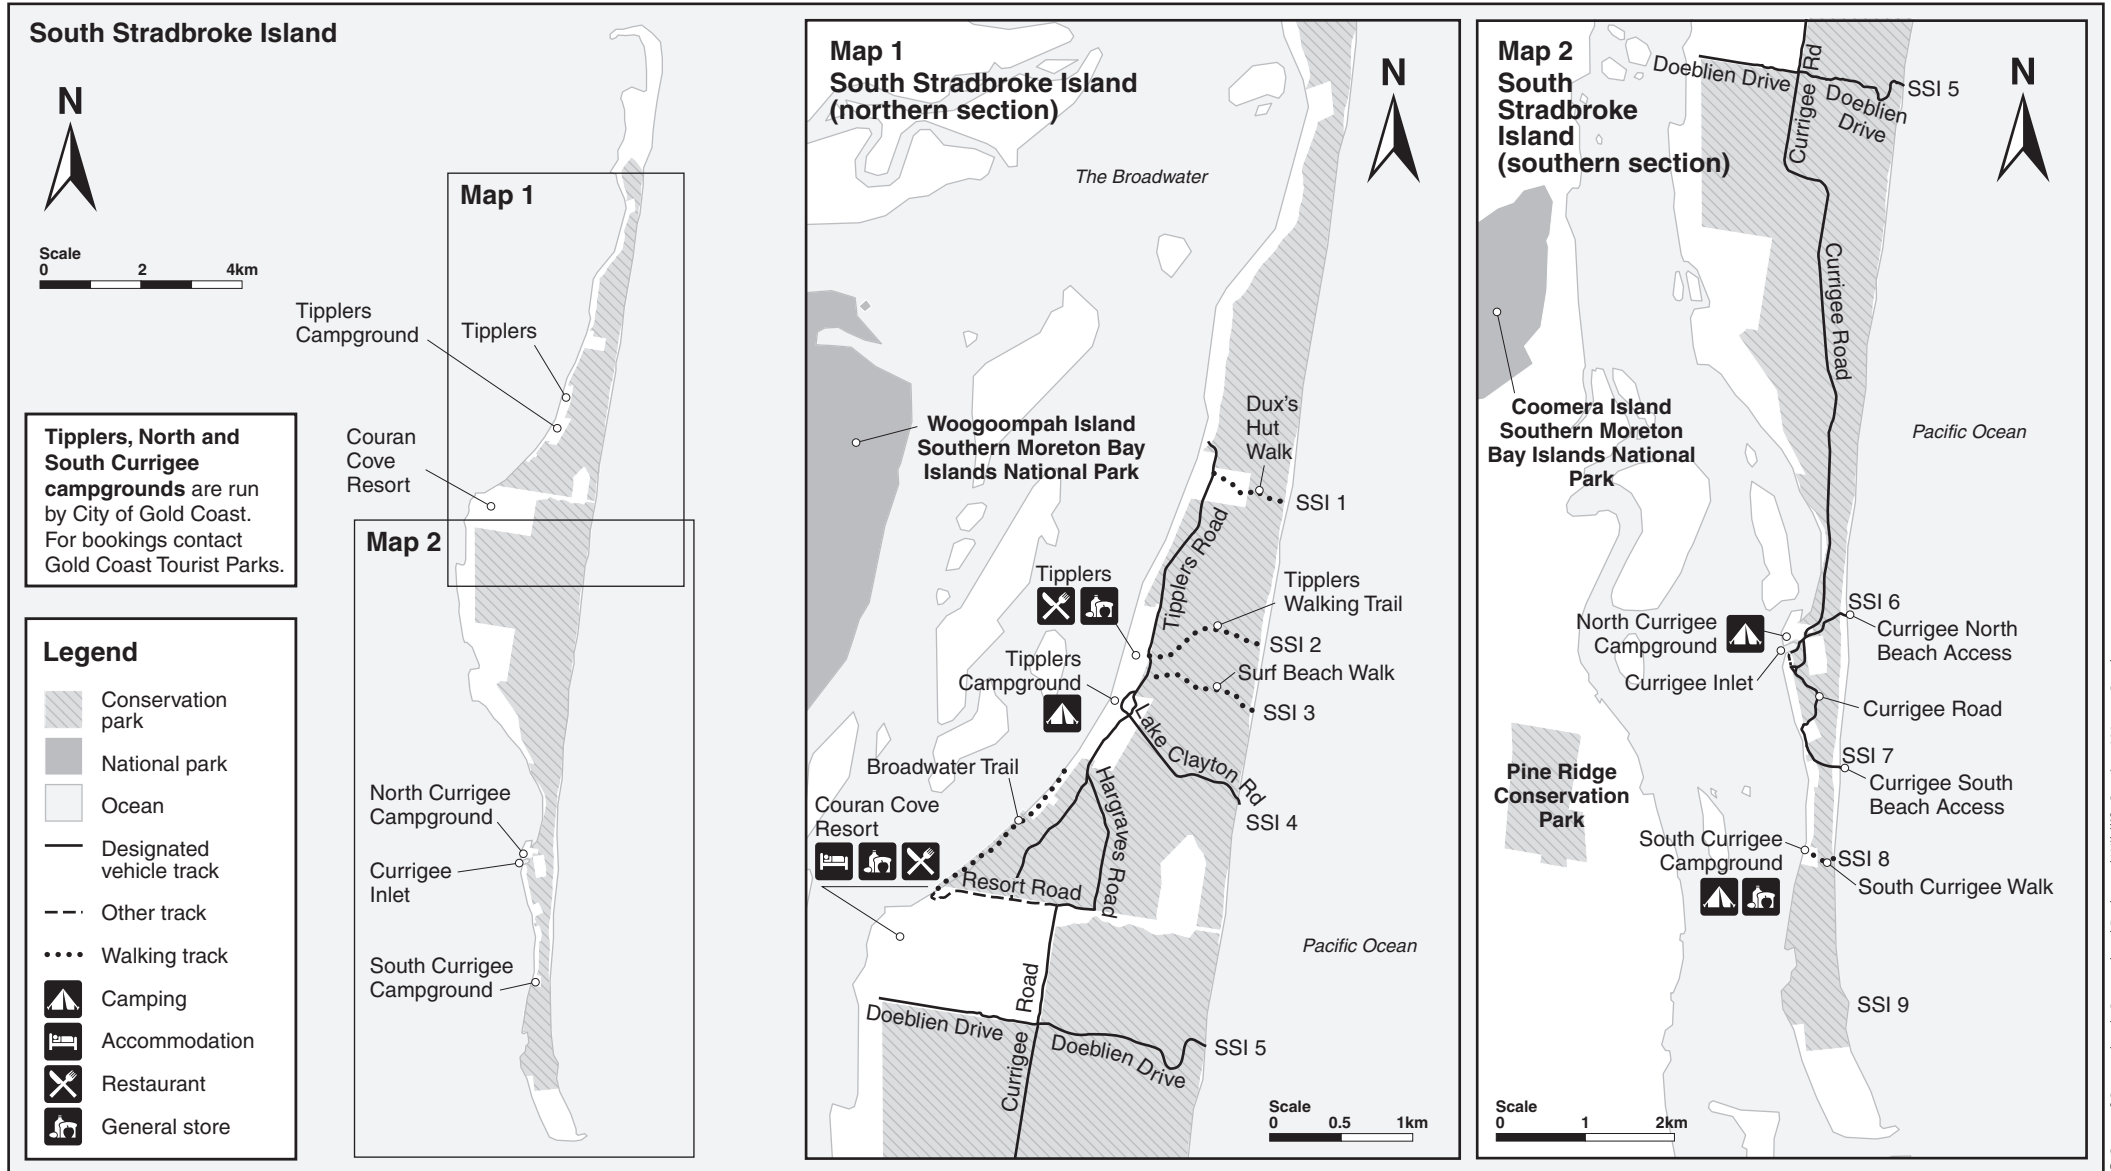 South Stradbroke Island
N
Scale
0 2 4km
Map 1
Tipplers
Campground
Tipplers
Couran
Cove
Resort
Map 2
North Currigee
Campground
Currigee
Inlet
South Currigee
Campground
Tipplers, North and
South Currigee
campgrounds are run
by City of Gold Coast.
For bookings contact
Gold Coast Tourist Parks.
Legend
Conservation
park
National park
Ocean
Designated
vehicle track
Other track
Walking track
Camping
Accommodation
Restaurant
General store
Map 1
South Stradbroke Island
(northern section)
N
The Broadwater
Woogoompah Island
Southern Moreton Bay
Islands National Park
Dux's
Hut
Walk
SSI 1
Tipplers Road
Tipplers
Tipplers
Walking Trail
SSI 2
Tipplers
Campground
Surf Beach Walk
SSI 3
Lake Clayton Rd
Broadwater Trail
Hargraves Road
SSI 4
Couran Cove
Resort
Resort Road
Pacific Ocean
Currigee Road
Doeblien Drive
Doeblien Drive
SSI 5
Scale
0 0.5 1km
Map 2
South
Stradbroke
Island
(southern section)
N
Doeblien Drive
Currigee Rd
Doeblien
Drive
SSI 5
Currigee Road
Coomera Island
Southern Moreton
Bay Islands National
Park
Pacific Ocean
SSI 6
North Currigee
Campground
Currigee North
Beach Access
Currigee Inlet
Currigee Road
SSI 7
Pine Ridge
Conservation
Park
Currigee South
Beach Access
South Currigee
Campground
SSI 8
South Currigee Walk
SSI 9
Scale
0 1 2km